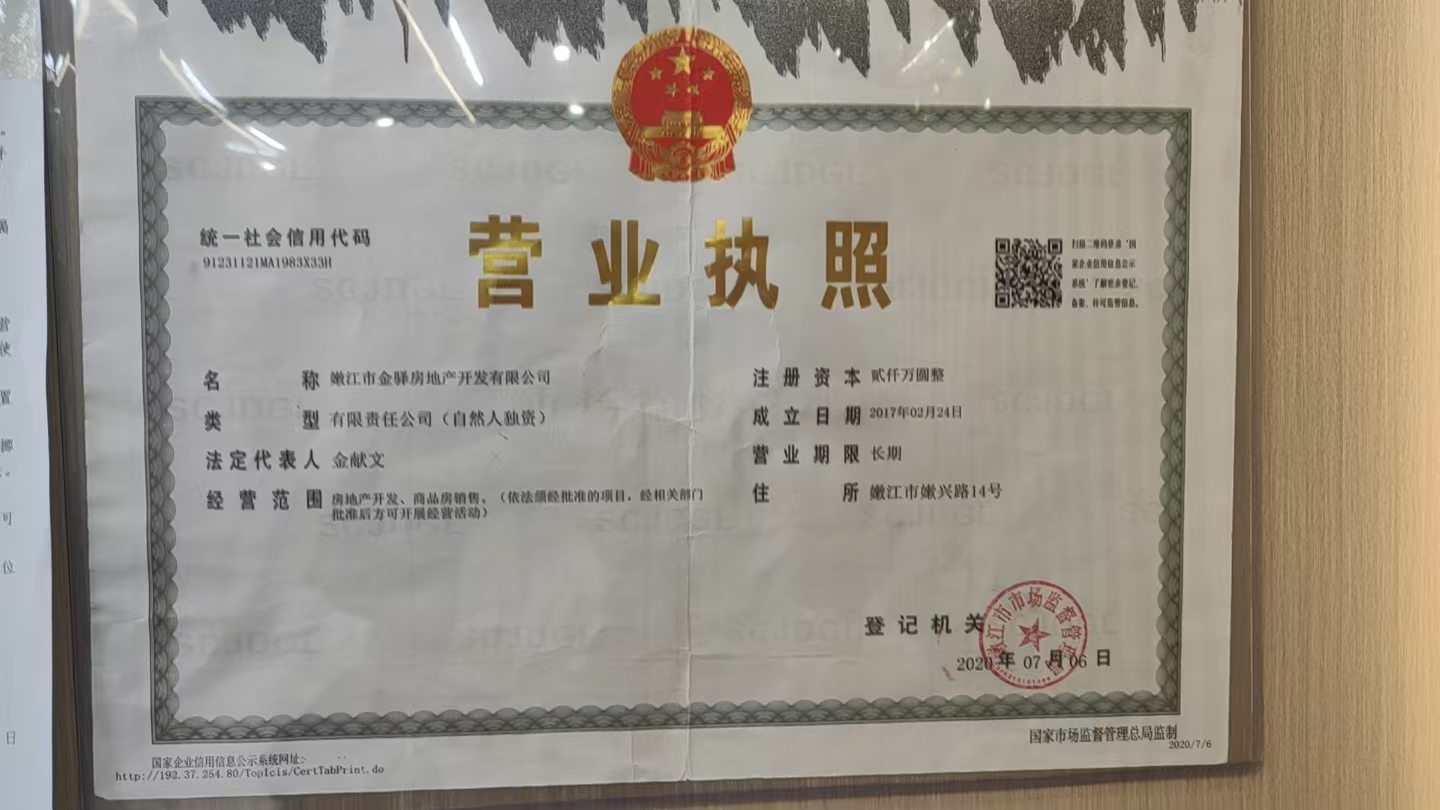 营业执照
统一社会信用代码
91231121MA1983X33H
扫描二维码登录"国
家企业信用信息公示
系统"了解更多登记、
备案、许可监管信息。
名称 嫩江市金驿房地产开发有限公司
类型 有限责任公司（自然人独资）
法定代表人 金献文
经营范围 房地产开发、商品房销售。（依法须经批准的项目，经相关部门
批准后方可开展经营活动）
注册资本 贰仟万圆整
成立日期 2017年02月24日
营业期限 长期
住所 嫩江市嫩兴路14号
登记机关
嫩江市市场监督管理局
2020年07月06日
国家企业信用信息公示系统网址：
http://192.37.254.80/TopIcis/CertTabPrint.do
国家市场监督管理总局监制
2020/7/6
SCJDGL